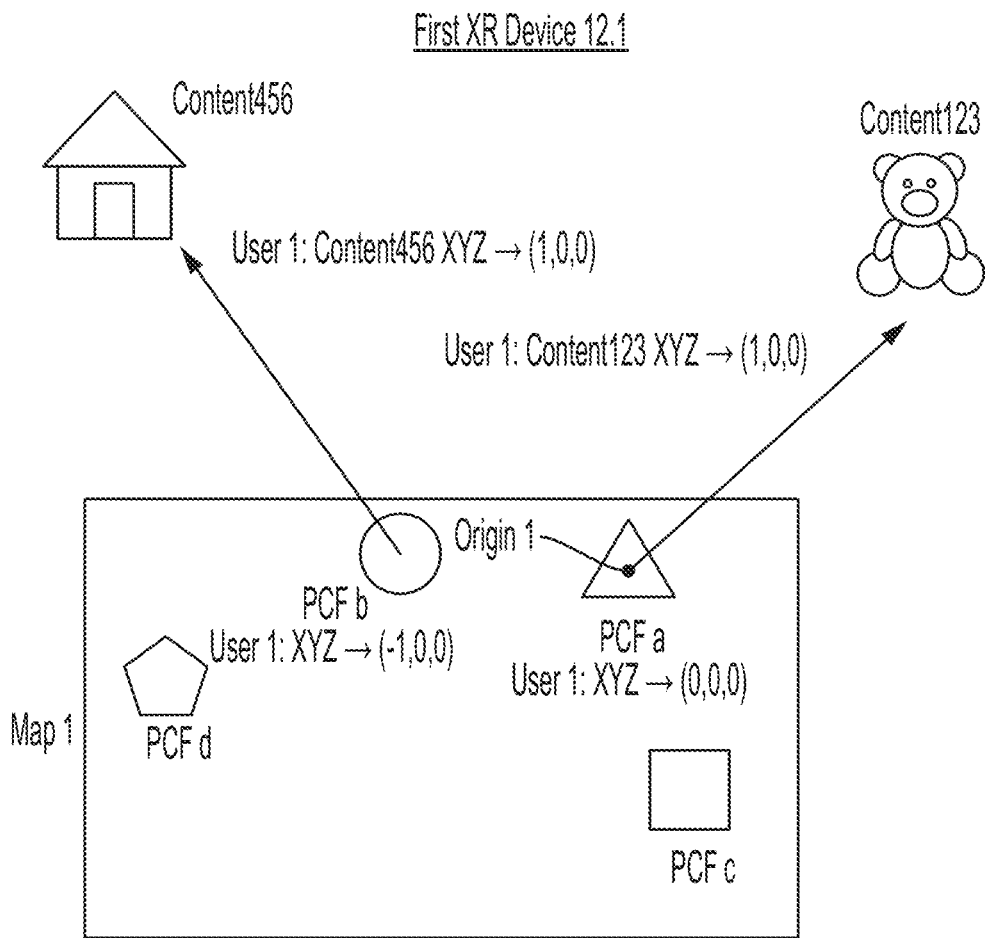 First XR Device 12.1
Content456
Content123
User 1: Content456 XYZ → (1,0,0)
User 1: Content123 XYZ → (1,0,0)
Origin 1
PCF b
User 1: XYZ → (-1,0,0)
PCF a
User 1: XYZ → (0,0,0)
Map 1
PCF d
PCF c